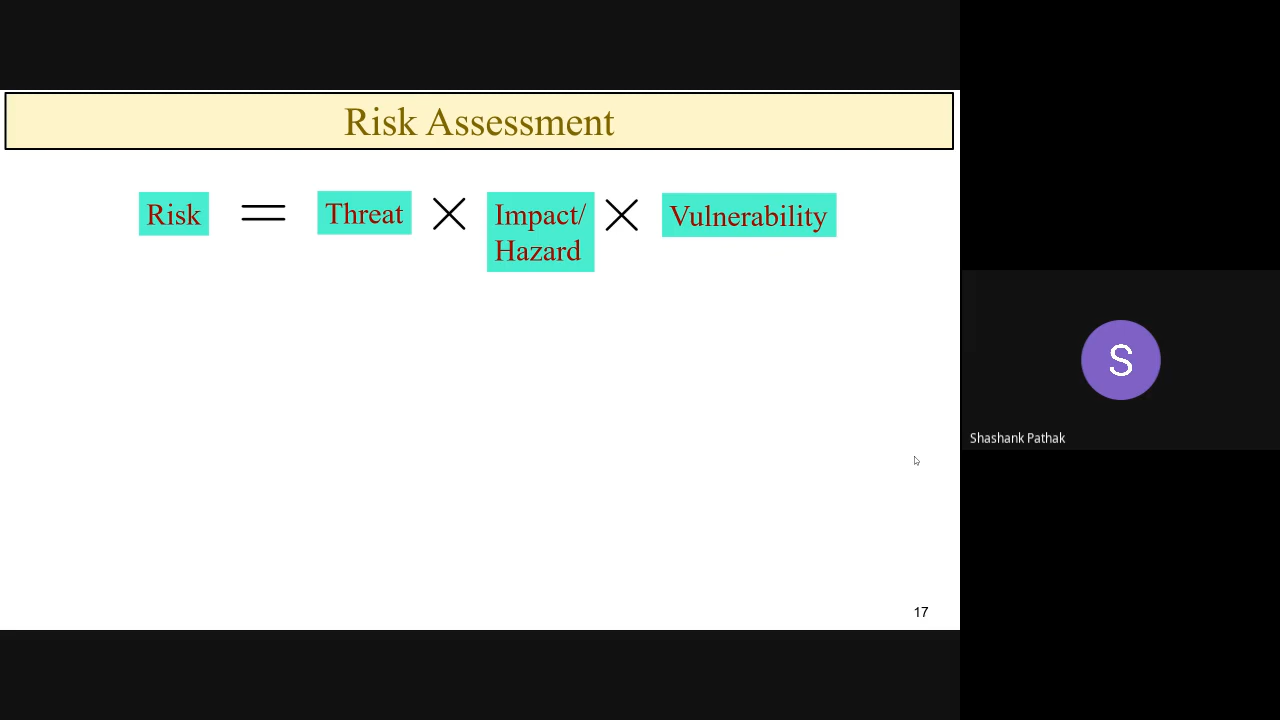 Risk Assessment
Risk = Threat × Impact/ × Vulnerability
Hazard
S
Shashank Pathak
17